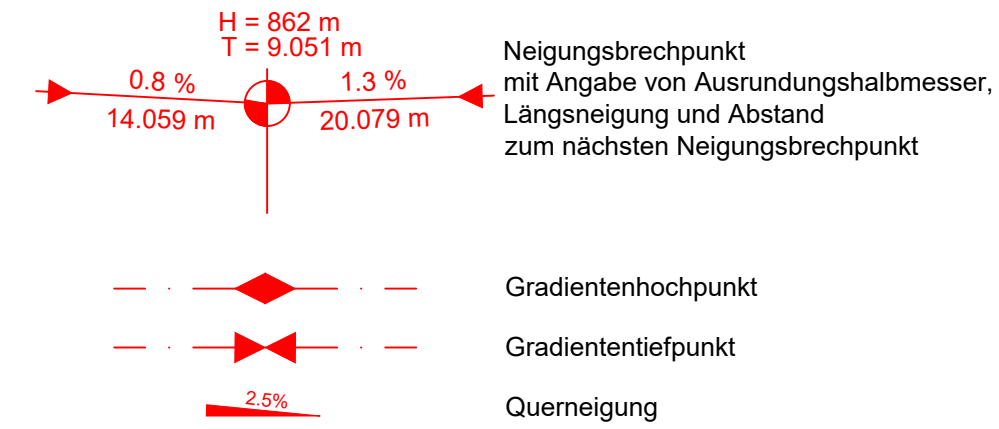 H = 862 m
T = 9.051 m
0.8 %
1.3 %
14.059 m
20.079 m
Neigungsbrechpunkt
mit Angabe von Ausrundungshalbmesser,
Längsneigung und Abstand
zum nächsten Neigungsbrechpunkt
Gradientenhochpunkt
Gradiententiefpunkt
2.5%
Querneigung